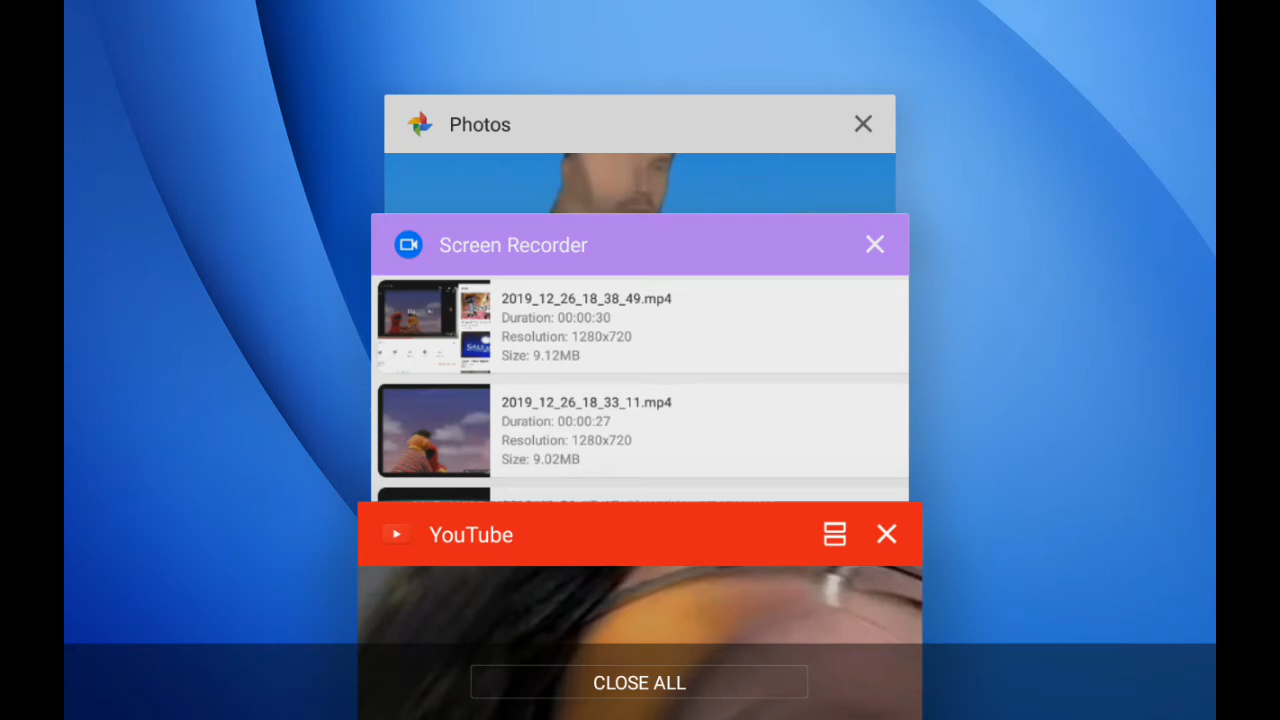 Photos
Screen Recorder
2019_12_26_18_38_49.mp4
Duration: 00:00:30
Resolution: 1280x720
Size: 9.12MB
2019_12_26_18_33_11.mp4
Duration: 00:00:27
Resolution: 1280x720
Size: 9.02MB
YouTube
CLOSE ALL